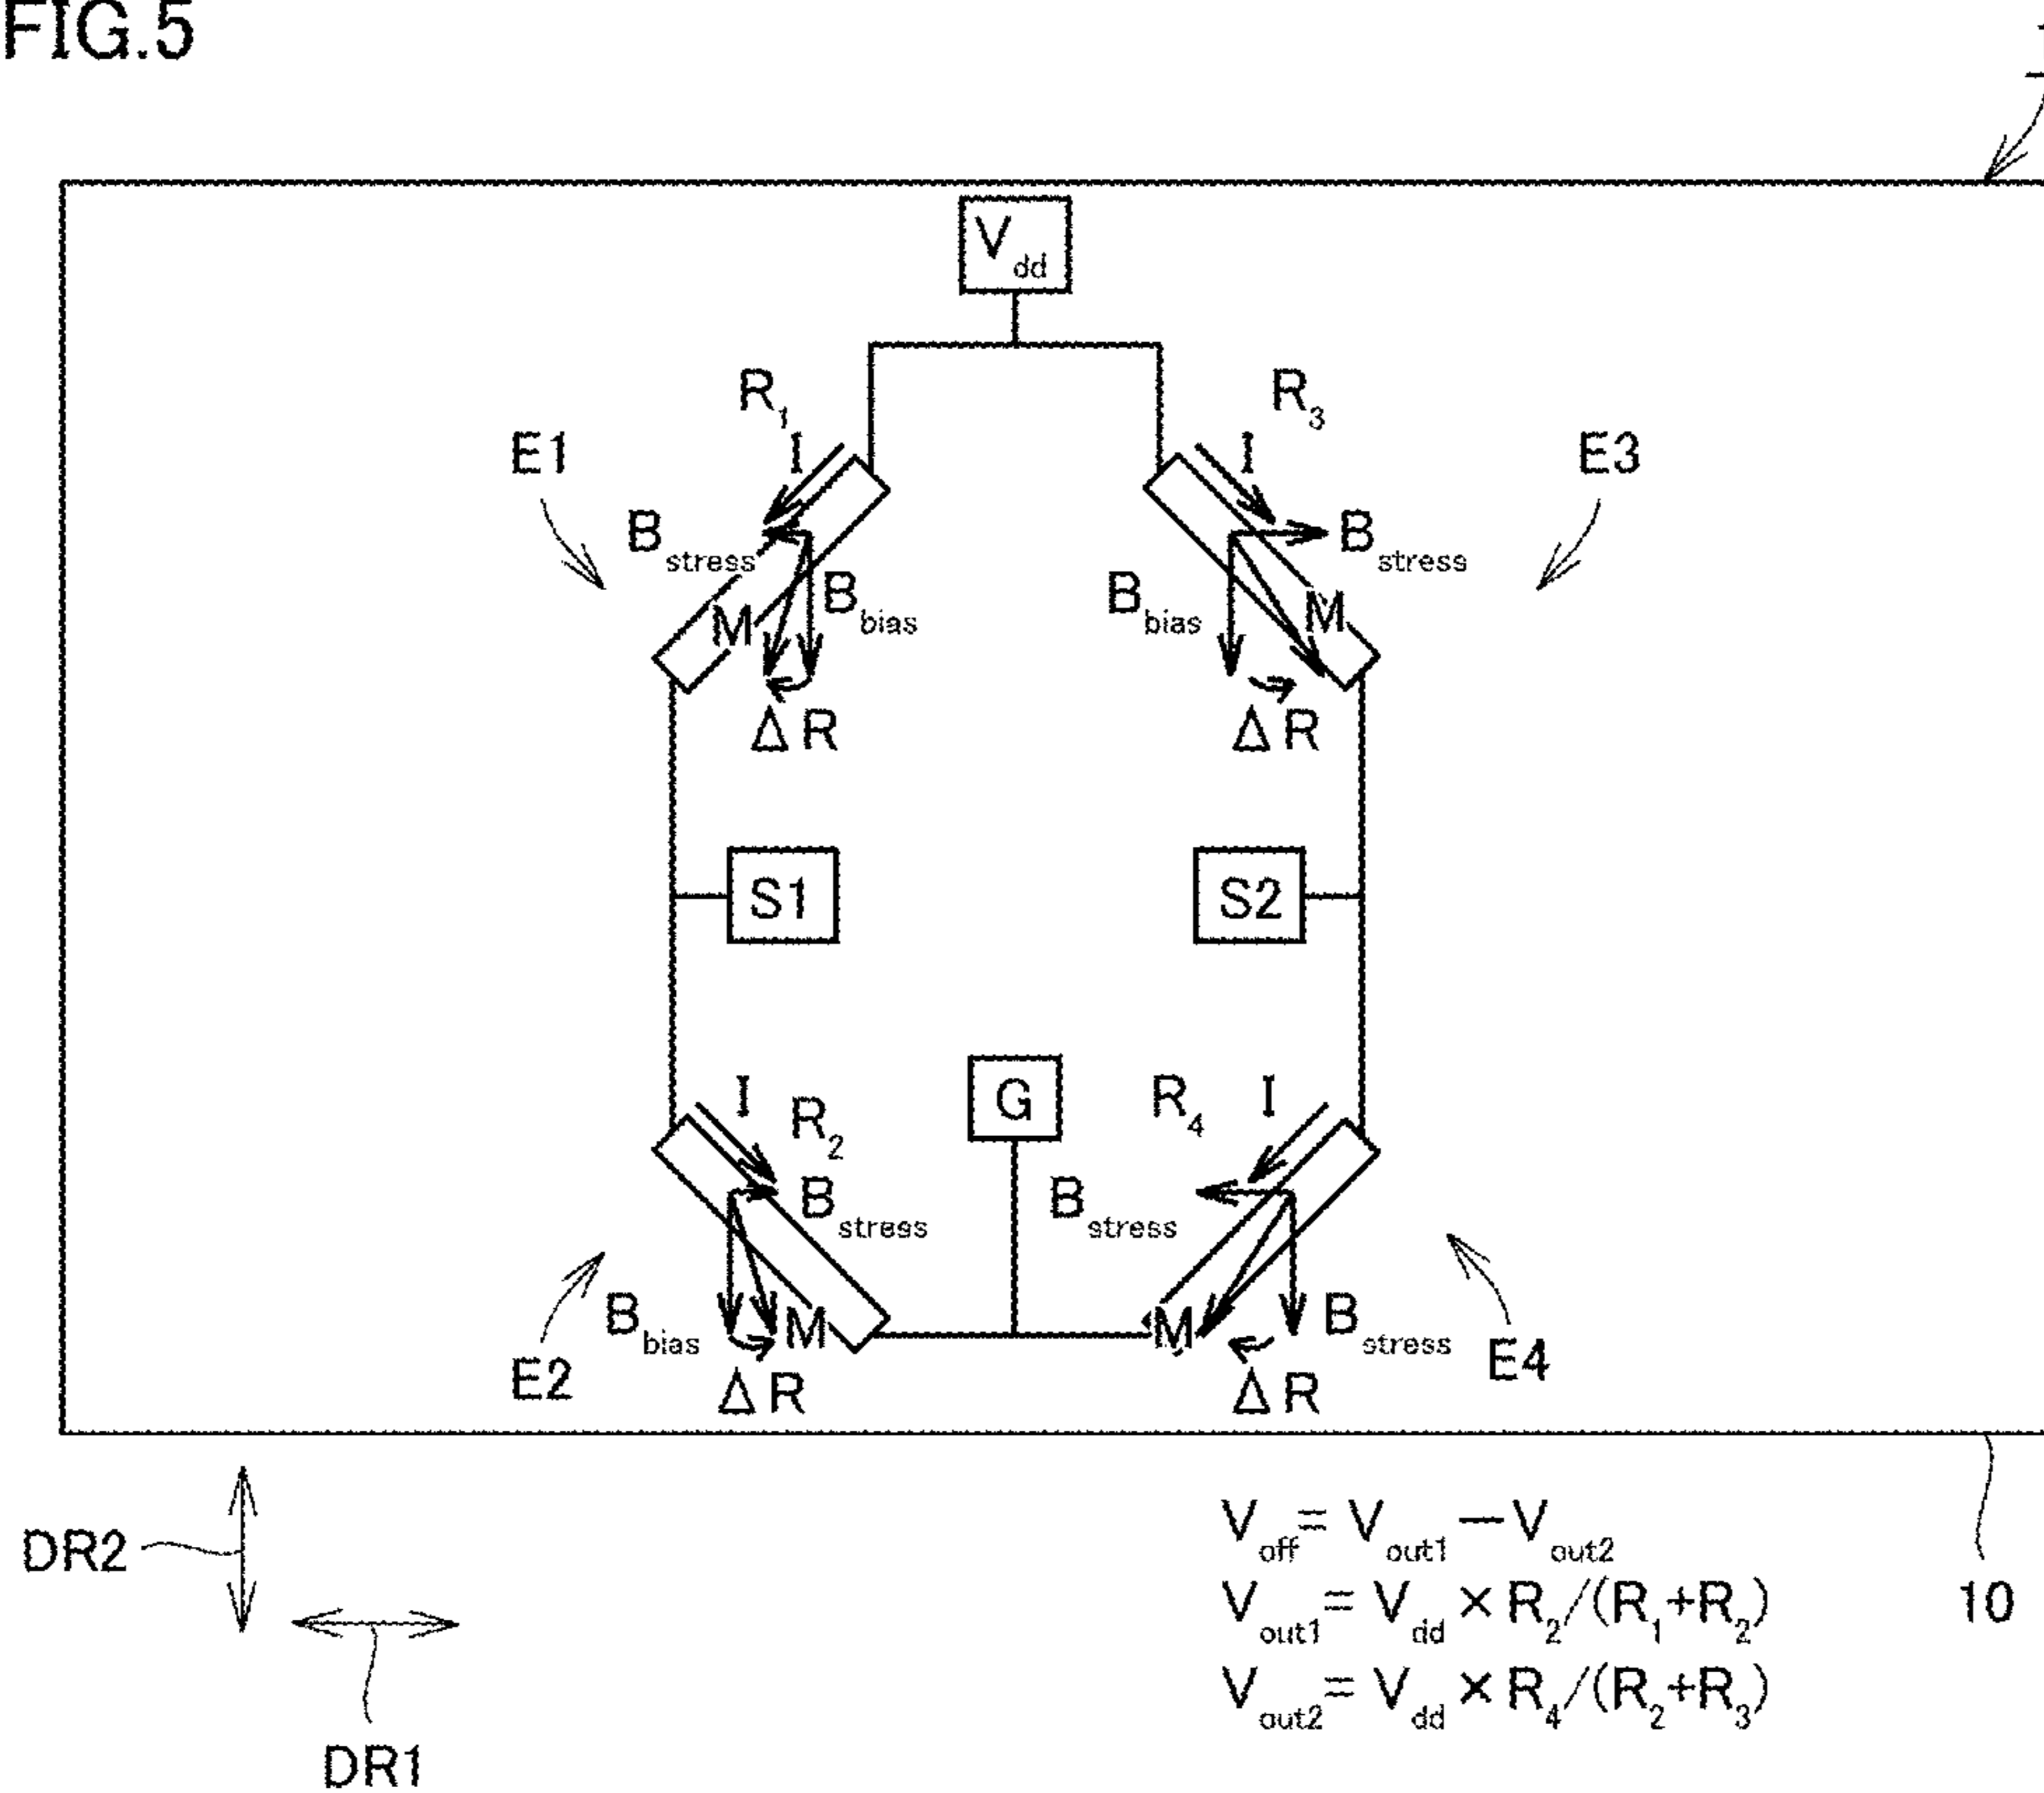 FIG.5
1
Vdd
R1
R3
I
I
E1
E3
Bstress
Bstress
Bbias
Bbias
M
M
ΔR
ΔR
S1
S2
I
R2
G
R4
I
Bstress
Bstress
Bbias
M
M
Bstress
E2
E4
ΔR
ΔR
DR2
DR1
Voff = Vout1 − Vout2
Vout1 = Vdd × R2/(R1+R2)
Vout2 = Vdd × R4/(R2+R3)
10